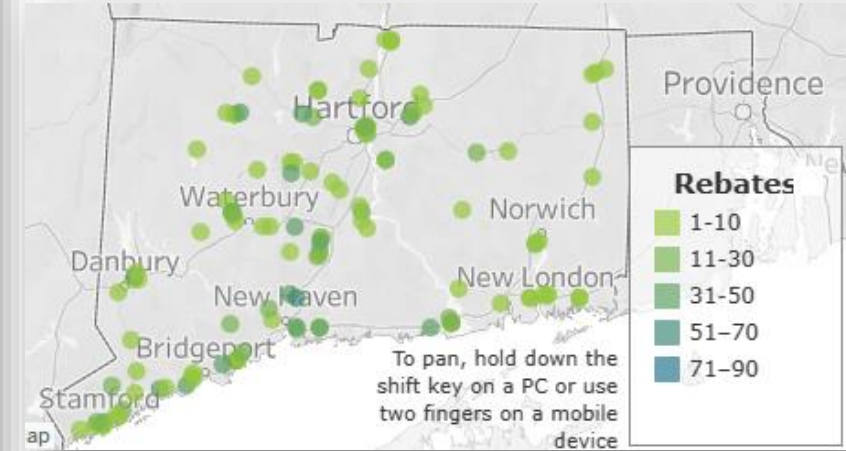 Hartford
Providence
New
Waterbury
Norwich
Danbury
New Haven
New London
Bridgeport
Stamford
ap
To pan, hold down the
shift key on a PC or use
two fingers on a mobile
device
Rebates
1-10
11-30
31-50
51–70
71–90